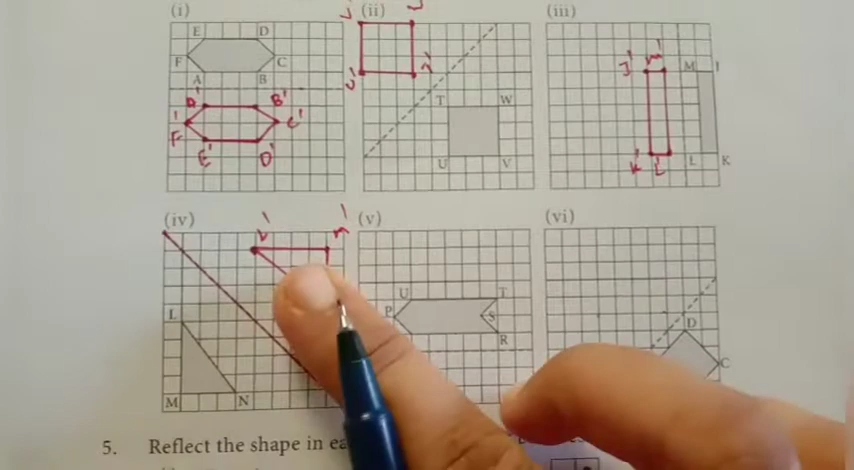 (i) (ii) (iii)
E D
F C
A B
B'
C'
F'
E' D'
T W
U V
J' M'
M
K' L'
L K
(iv) (v) (vi)
L' M'
L
M N
U T
P S
R
D
C
5. Reflect the shape in ea